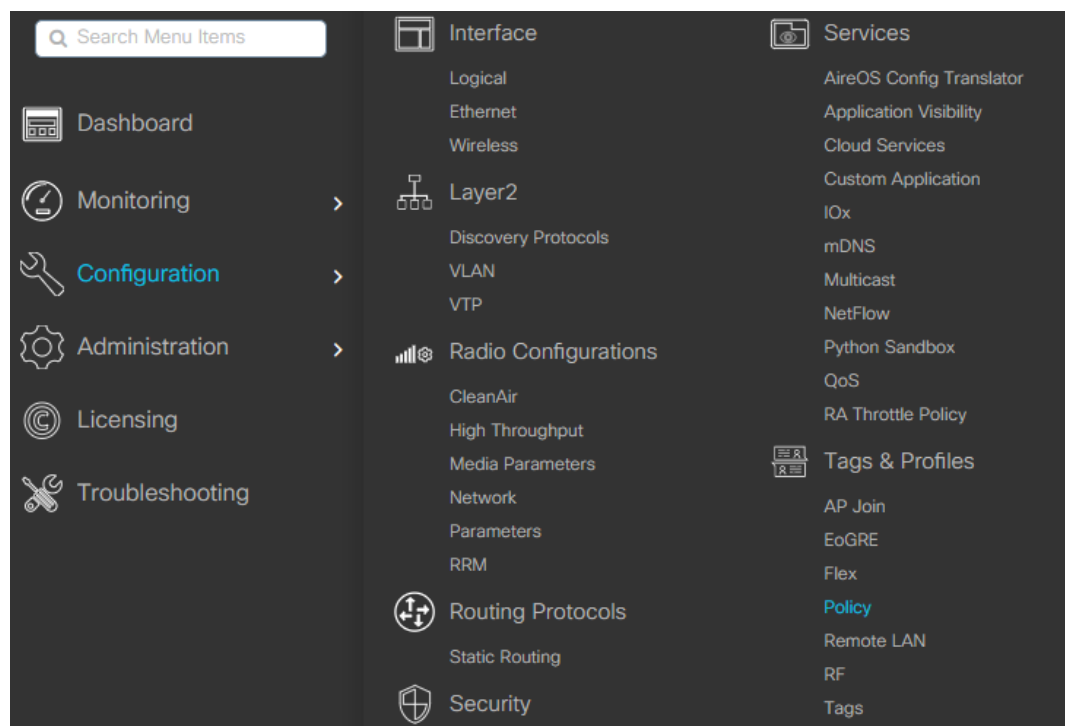 Search Menu Items
Dashboard
Monitoring
Configuration
Administration
Licensing
Troubleshooting
Interface
Logical
Ethernet
Wireless
Layer2
Discovery Protocols
VLAN
VTP
Radio Configurations
CleanAir
High Throughput
Media Parameters
Network
Parameters
RRM
Routing Protocols
Static Routing
Security
Services
AireOS Config Translator
Application Visibility
Cloud Services
Custom Application
IOx
mDNS
Multicast
NetFlow
Python Sandbox
QoS
RA Throttle Policy
Tags & Profiles
AP Join
EoGRE
Flex
Policy
Remote LAN
RF
Tags